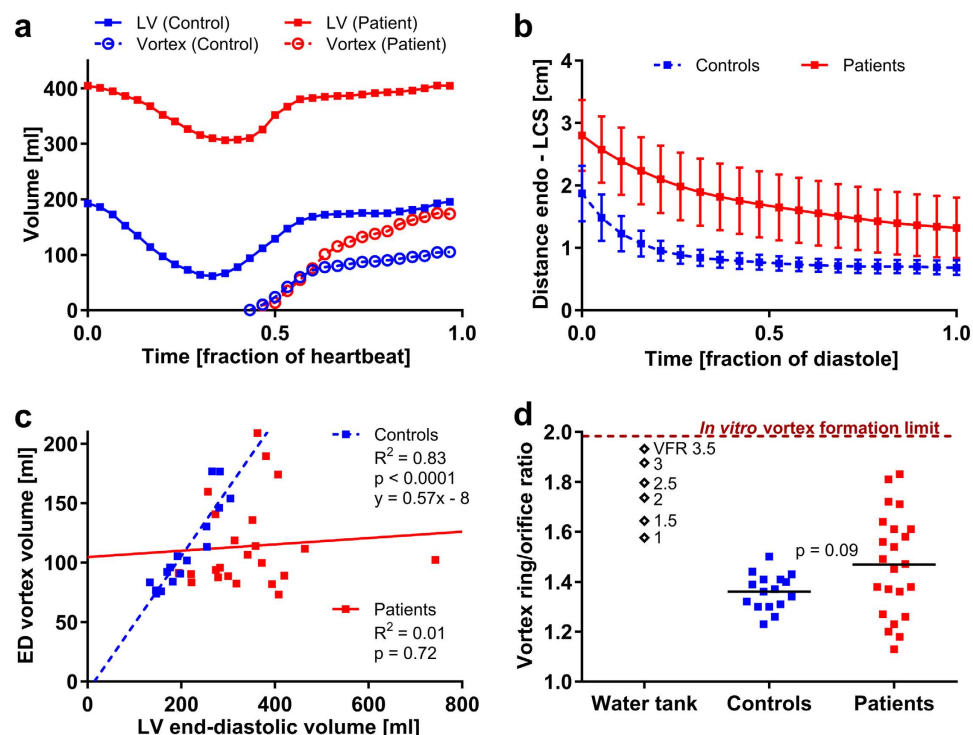 a
LV (Control)
LV (Patient)
Vortex (Control)
Vortex (Patient)
Volume [ml]
400
300
200
100
0
0.0
0.5
1.0
Time [fraction of heartbeat]
b
Controls
Patients
Distance endo - LCS [cm]
4
3
2
1
0
0.0
0.5
1.0
Time [fraction of diastole]
c
ED vortex volume [ml]
200
150
100
50
0
0
200
400
600
800
LV end-diastolic volume [ml]
Controls
R² = 0.83
p < 0.0001
y = 0.57x - 8
Patients
R² = 0.01
p = 0.72
d
In vitro vortex formation limit
Vortex ring/orifice ratio
2.0
1.8
1.6
1.4
1.2
1.0
VFR 3.5
3
2.5
2
1.5
1
p = 0.09
Water tank
Controls
Patients